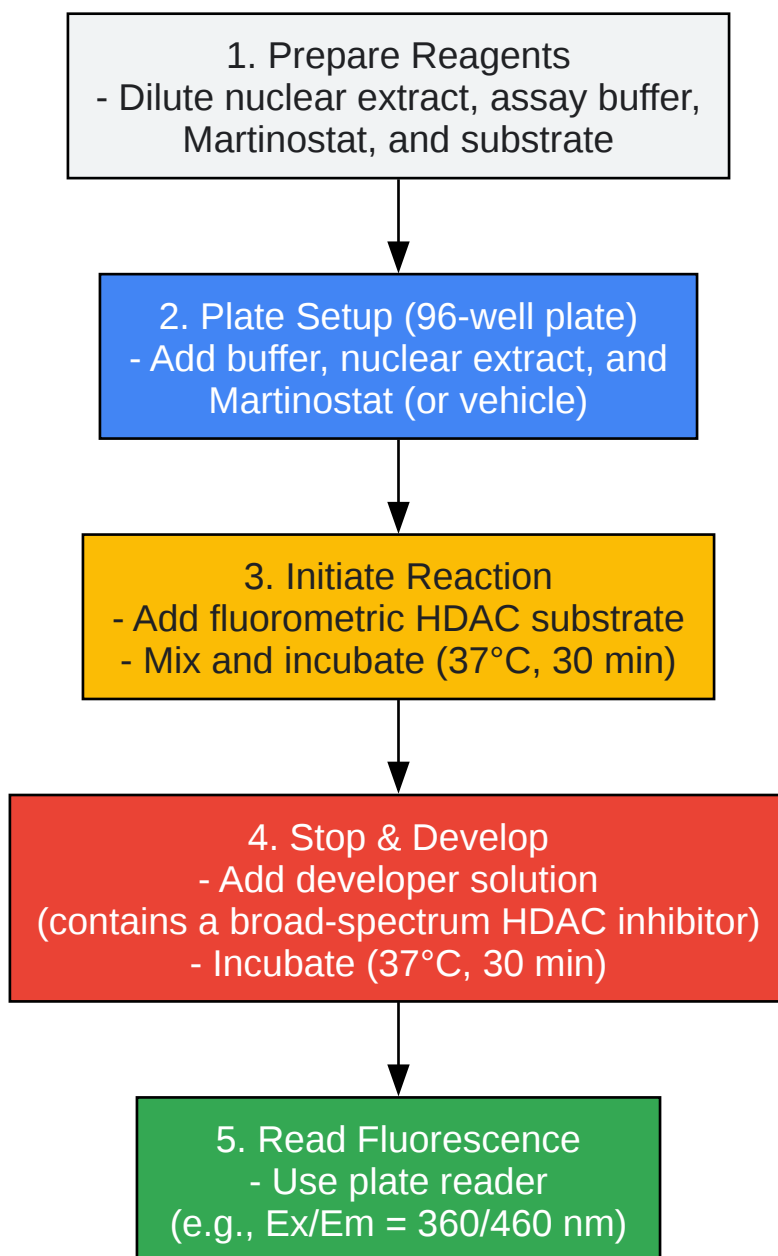 1. Prepare Reagents
- Dilute nuclear extract, assay buffer,
Martinostat, and substrate
2. Plate Setup (96-well plate)
- Add buffer, nuclear extract, and
Martinostat (or vehicle)
3. Initiate Reaction
- Add fluorometric HDAC substrate
- Mix and incubate (37°C, 30 min)
4. Stop & Develop
- Add developer solution
(contains a broad-spectrum HDAC inhibitor)
- Incubate (37°C, 30 min)
5. Read Fluorescence
- Use plate reader
(e.g., Ex/Em = 360/460 nm)